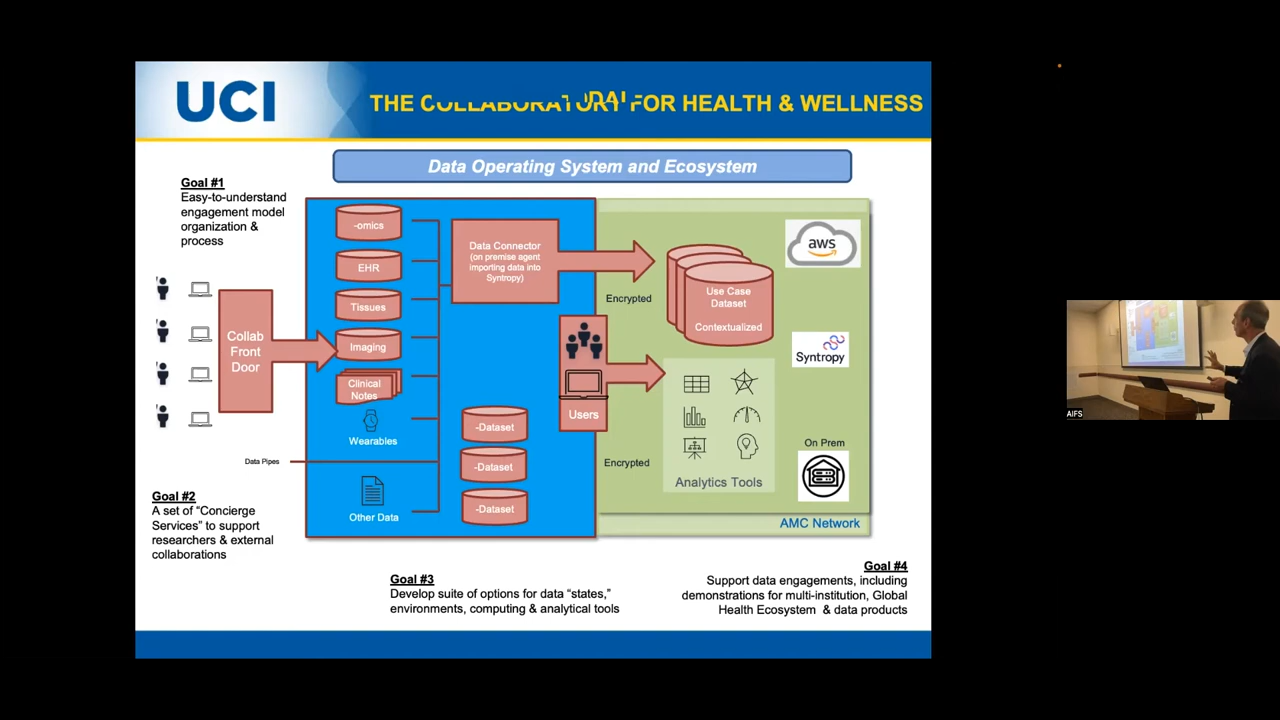 UCI
THE COLLABORATORY FOR HEALTH & WELLNESS
Data Operating System and Ecosystem
Goal #1
Easy-to-understand
engagement model
organization &
process
Collab
Front
Door
-omics
EHR
Tissues
Imaging
Clinical
Notes
Wearables
Data Pipes
Other Data
Data Connector
(on premise agent
importing data into
Syntropy)
-Dataset
-Dataset
-Dataset
Users
Encrypted
Encrypted
Use Case
Dataset
Contextualized
Analytics Tools
aws
Syntropy
On Prem
AMC Network
Goal #2
A set of “Concierge
Services” to support
researchers & external
collaborations
Goal #3
Develop suite of options for data “states,”
environments, computing & analytical tools
Goal #4
Support data engagements, including
demonstrations for multi-institution, Global
Health Ecosystem & data products
AIFS